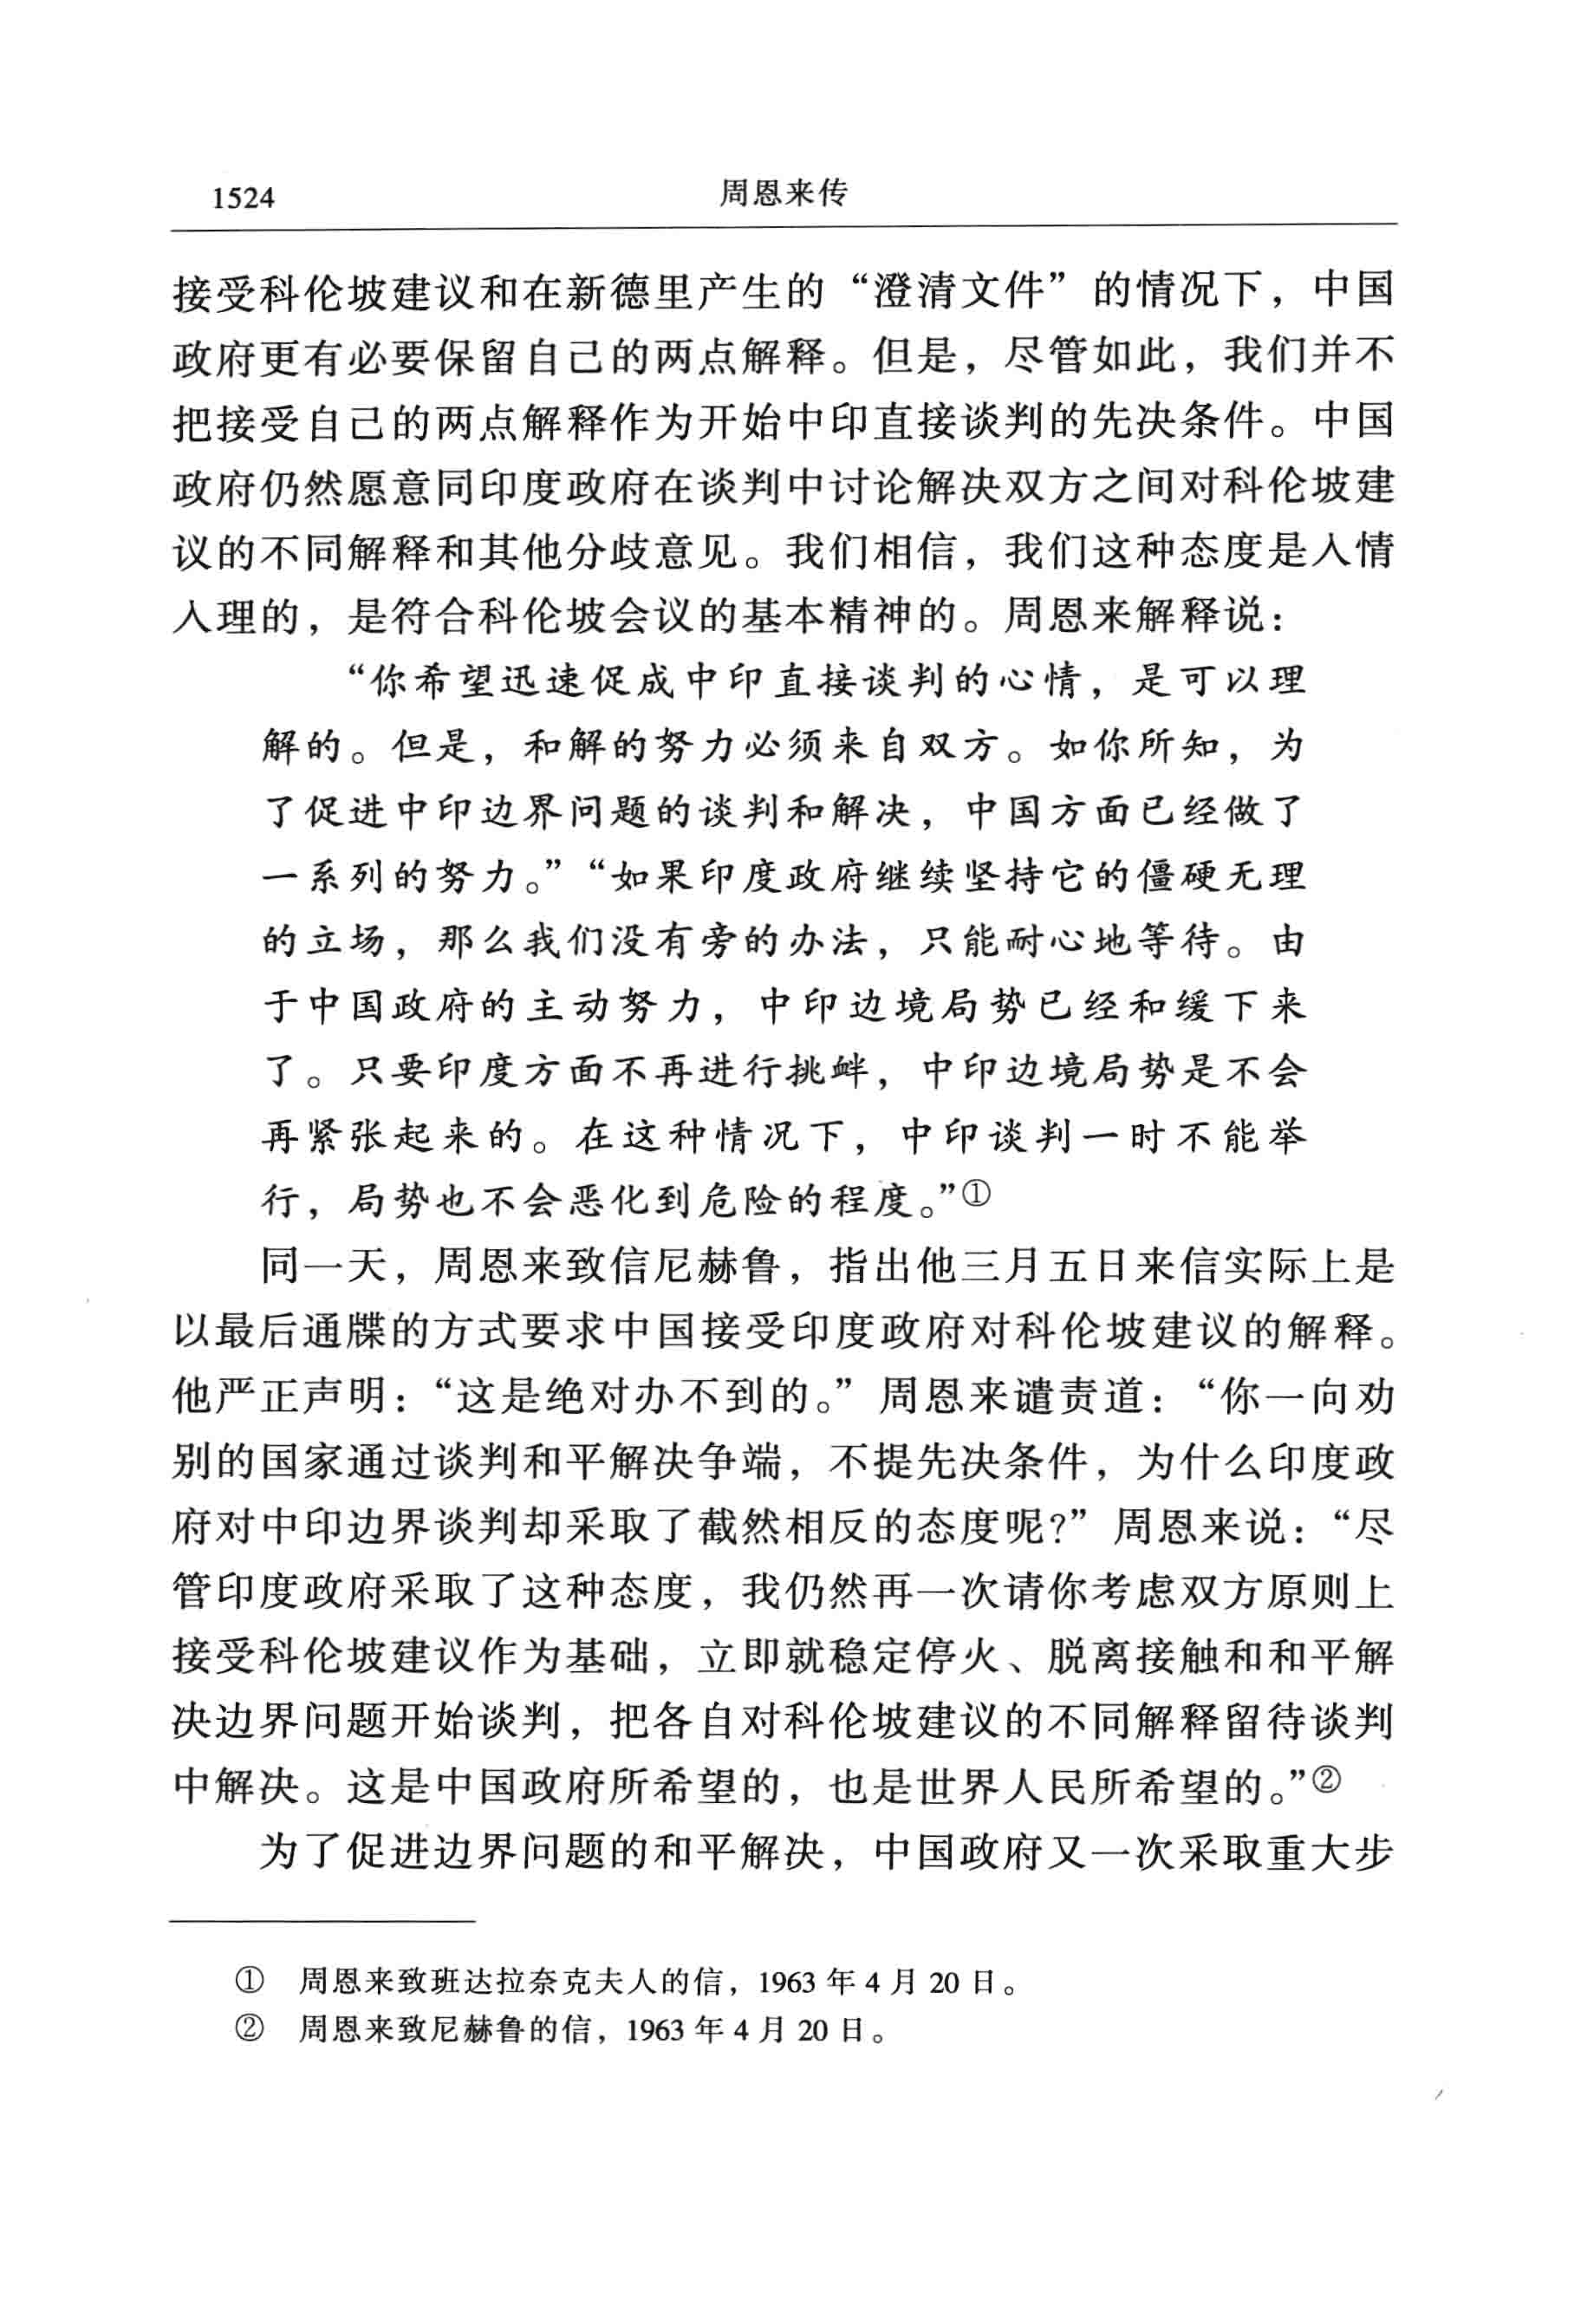 1524 周恩来传
接受科伦坡建议和在新德里产生的“澄清文件”的情况下，中国
政府更有必要保留自己的两点解释。但是，尽管如此，我们并不
把接受自己的两点解释作为开始中印直接谈判的先决条件。中国
政府仍然愿意同印度政府在谈判中讨论解决双方之间对科伦坡建
议的不同解释和其他分歧意见。我们相信，我们这种态度是入情
入理的，是符合科伦坡会议的基本精神的。周恩来解释说：
“你希望迅速促成中印直接谈判的心情，是可以理
解的。但是，和解的努力必须来自双方。如你所知，为
了促进中印边界问题的谈判和解决，中国方面已经做了
一系列的努力。”“如果印度政府继续坚持它的僵硬无理
的立场，那么我们没有旁的办法，只能耐心地等待。由
于中国政府的主动努力，中印边境局势已经和缓下来
了。只要印度方面不再进行挑衅，中印边境局势是不会
再紧张起来的。在这种情况下，中印谈判一时不能举
行，局势也不会恶化到危险的程度。”①
同一天，周恩来致信尼赫鲁，指出他三月五日来信实际上是
以最后通牒的方式要求中国接受印度政府对科伦坡建议的解释。
他严正声明：“这是绝对办不到的。”周恩来谴责道：“你一向劝
别的国家通过谈判和平解决争端，不提先决条件，为什么印度政
府对中印边界谈判却采取了截然相反的态度呢?”周恩来说：“尽
管印度政府采取了这种态度，我仍然再一次请你考虑双方原则上
接受科伦坡建议作为基础，立即就稳定停火、脱离接触和和平解
决边界问题开始谈判，把各自对科伦坡建议的不同解释留待谈判
中解决。这是中国政府所希望的，也是世界人民所希望的。”②
为了促进边界问题的和平解决，中国政府又一次采取重大步
① 周恩来致班达拉奈克夫人的信，1963 年 4 月 20 日。
② 周恩来致尼赫鲁的信，1963 年 4 月 20 日。